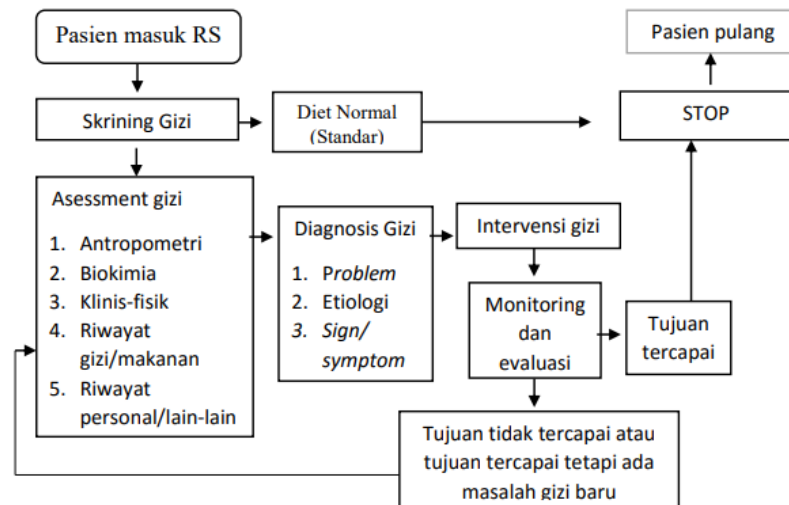 Pasien masuk RS
Pasien pulang
Skrining Gizi
Diet Normal
(Standar)
STOP
Asessment gizi
1. Antropometri
2. Biokimia
3. Klinis-fisik
4. Riwayat
gizi/makanan
5. Riwayat
personal/lain-lain
Diagnosis Gizi
1. Problem
2. Etiologi
3. Sign/
symptom
Intervensi gizi
Monitoring
dan
evaluasi
Tujuan
tercapai
Tujuan tidak tercapai atau
tujuan tercapai tetapi ada
masalah gizi baru